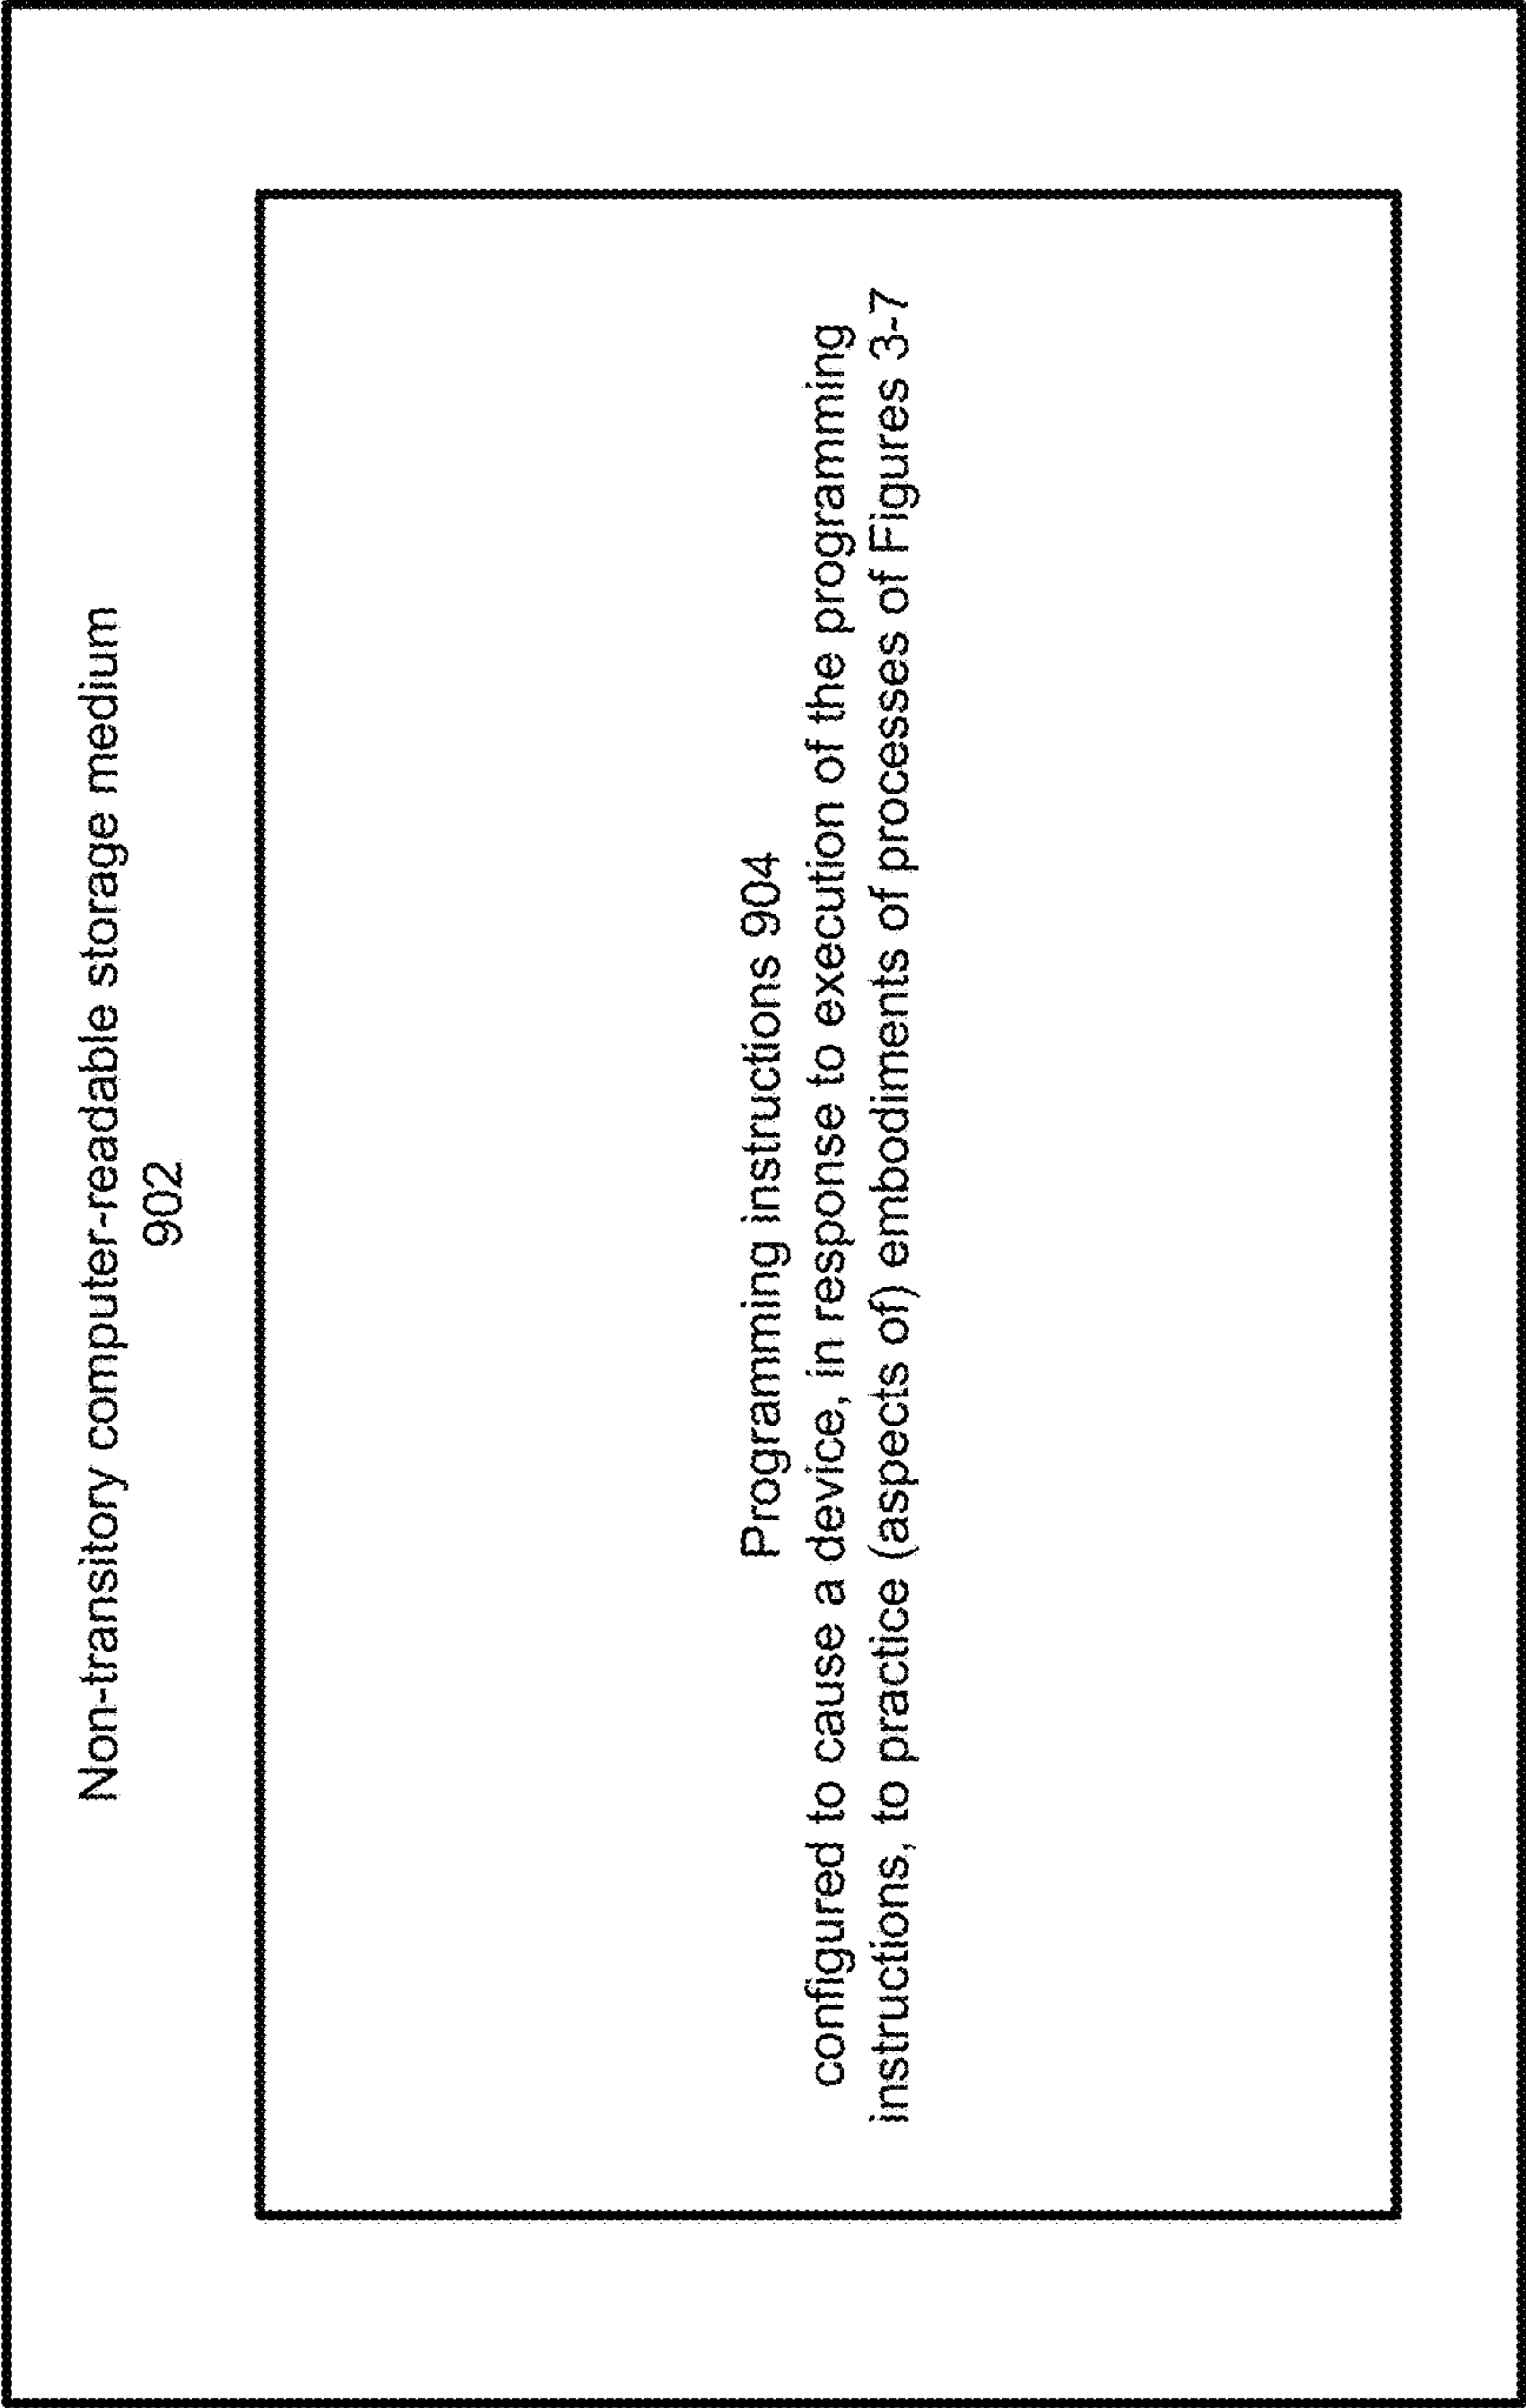 Non-transitory computer-readable storage medium
902
Programming instructions 904
configured to cause a device, in response to execution of the programming
instructions, to practice (aspects of) embodiments of processes of Figures 3-7